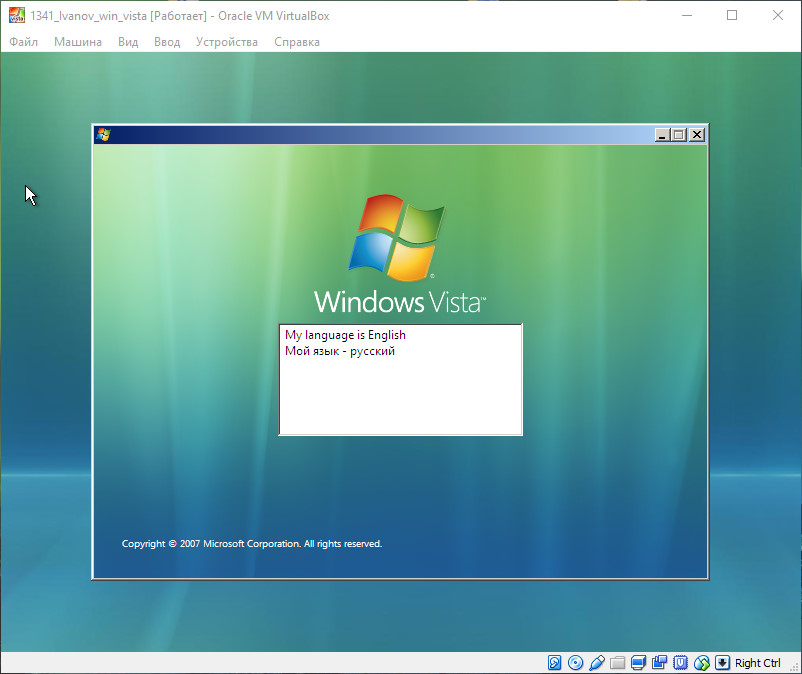 1341_Ivanov_win_vista [Работает] - Oracle VM VirtualBox
Файл Машина Вид Ввод Устройства Справка
Windows Vista™
My language is English
Мой язык - русский
Copyright © 2007 Microsoft Corporation. All rights reserved.
Right Ctrl